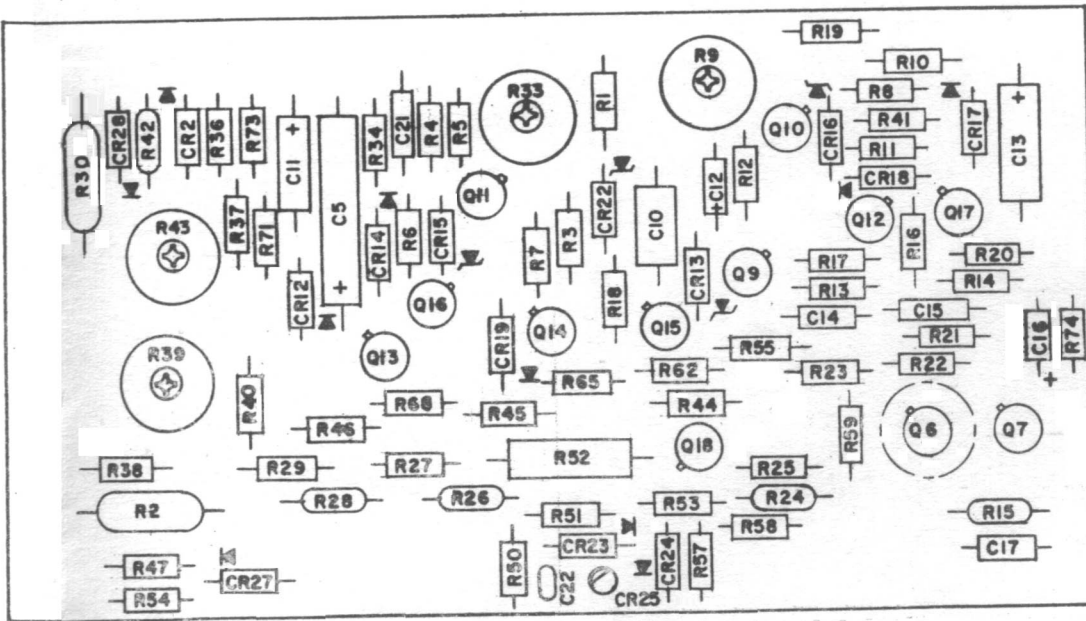 R19
R9
R10
R33
R1
R8
R30
CR28
R42
CR2
R36
R73
C11
+
C5
+
R34
C21
R4
R5
Q10
CR16
R41
CR17
+
C13
R11
CR18
C12
+
R12
Q11
CR22
C10
Q12
R16
Q17
R43
R37
R71
CR14
R6
CR15
R7
R3
CR12
Q16
R18
CR13
Q9
R17
R20
R13
R14
C14
C15
Q14
Q15
R21
C16
+
R74
Q13
CR19
R55
R22
R39
R62
R23
R65
R40
R68
R45
R44
R59
Q6
Q7
R46
Q18
R38
R29
R27
R52
R25
R2
R28
R26
R53
R24
R15
R51
R58
CR23
C17
R47
CR27
R50
C22
CR25
CR24
R57
R54